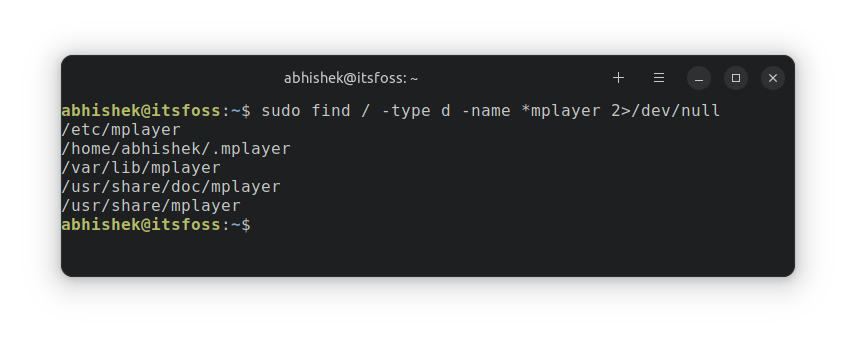 abhishek@itsfoss: ~
abhishek@itsfoss:~$ sudo find / -type d -name *mplayer 2>/dev/null
/etc/mplayer
/home/abhishek/.mplayer
/var/lib/mplayer
/usr/share/doc/mplayer
/usr/share/mplayer
abhishek@itsfoss:~$